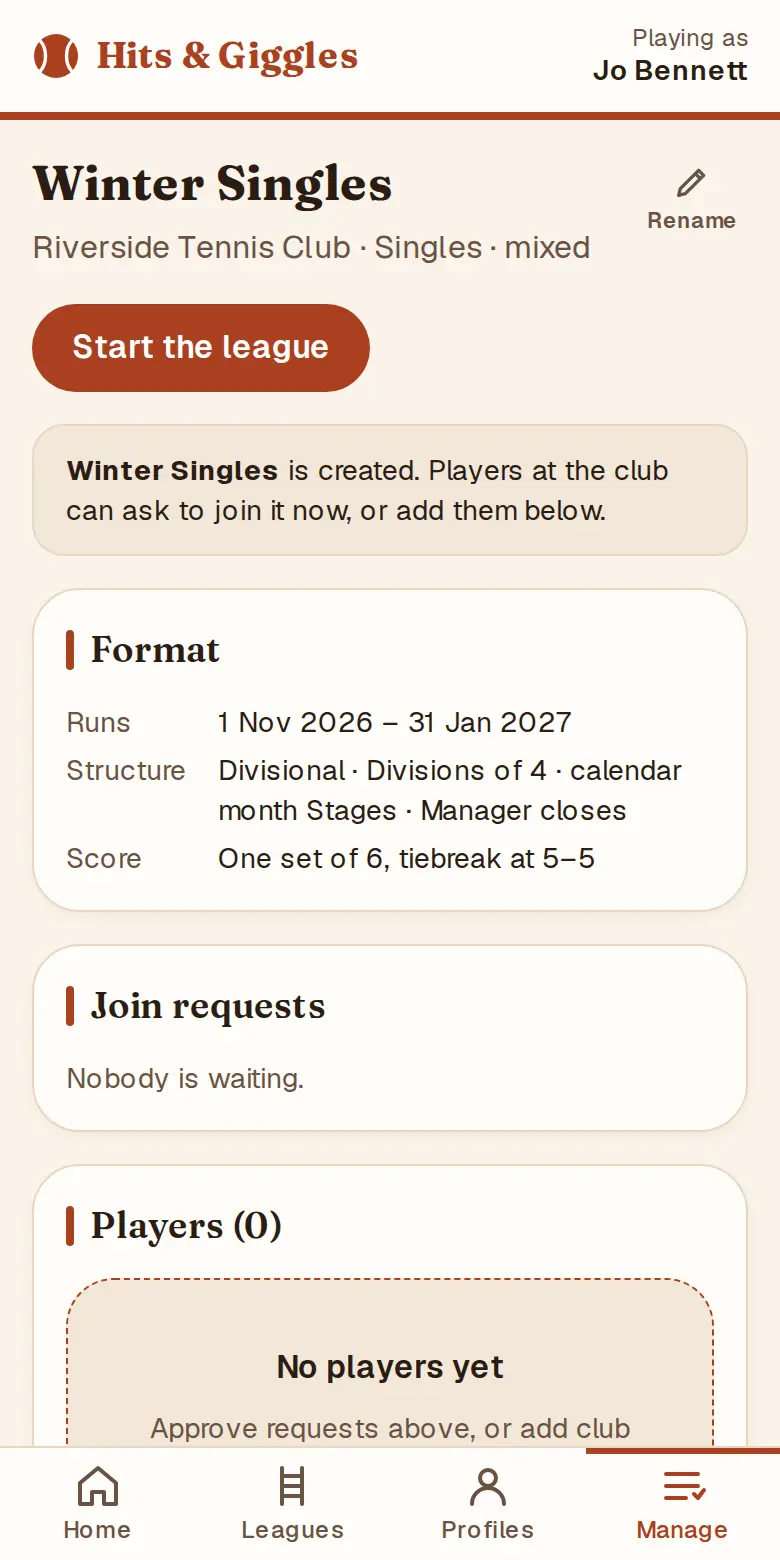 Hits & Giggles
Playing as
Jo Bennett
Winter Singles
Rename
Riverside Tennis Club · Singles · mixed
Start the league
Winter Singles is created. Players at the club
can ask to join it now, or add them below.
Format
Runs 1 Nov 2026 – 31 Jan 2027
Structure Divisional · Divisions of 4 · calendar
month Stages · Manager closes
Score One set of 6, tiebreak at 5–5
Join requests
Nobody is waiting.
Players (0)
No players yet
Approve requests above, or add club
Home Leagues Profiles Manage